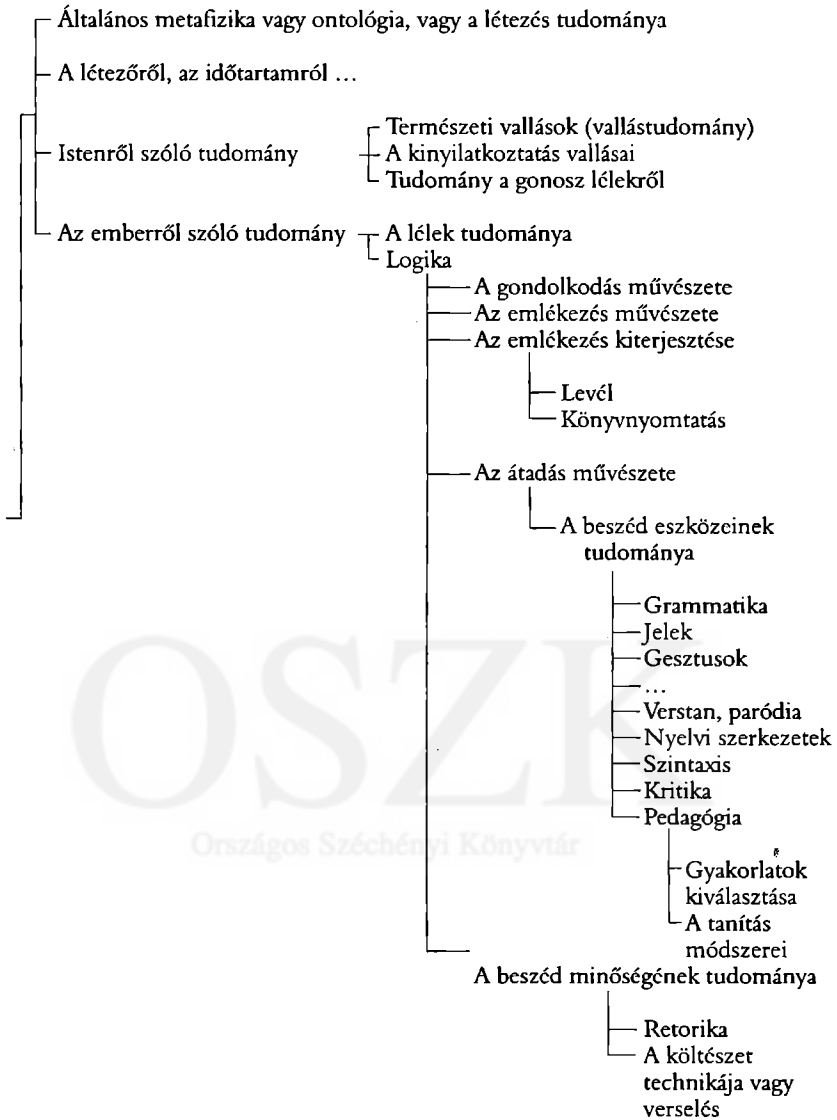 Általános metafizika vagy ontológia, vagy a létezés tudománya
A létezőről, az időtartamról ...
Istenről szóló tudomány
Természeti vallások (vallástudomány)
A kinyilatkoztatás vallásai
Tudomány a gonosz lélekről
Az emberről szóló tudomány
A lélek tudománya
Logika
A gondolkodás művészete
Az emlékezés művészete
Az emlékezés kiterjesztése
Levél
Könyvnyomtatás
Az átadás művészete
A beszéd eszközeinek
tudománya
Grammatika
Jelek
Gesztusok
...
Verstan, paródia
Nyelvi szerkezetek
Szintaxis
Kritika
Pedagógia
Gyakorlatok
kiválasztása
A tanítás
módszerei
A beszéd minőségének tudománya
Retorika
A költészet
technikája vagy
verselés
OSZK
Országos Széchényi Könyvtár